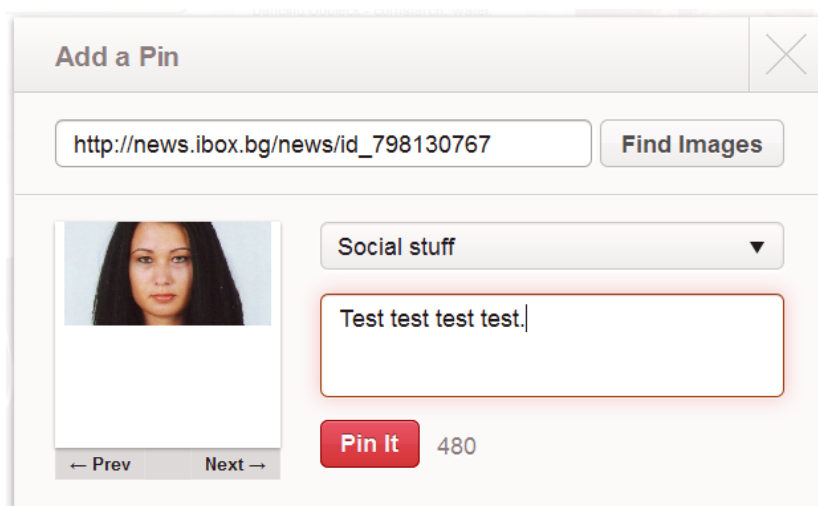 Add a Pin
http://news.ibox.bg/news/id_798130767
Find Images
Social stuff
Test test test test.
Pin It
480
← Prev
Next →